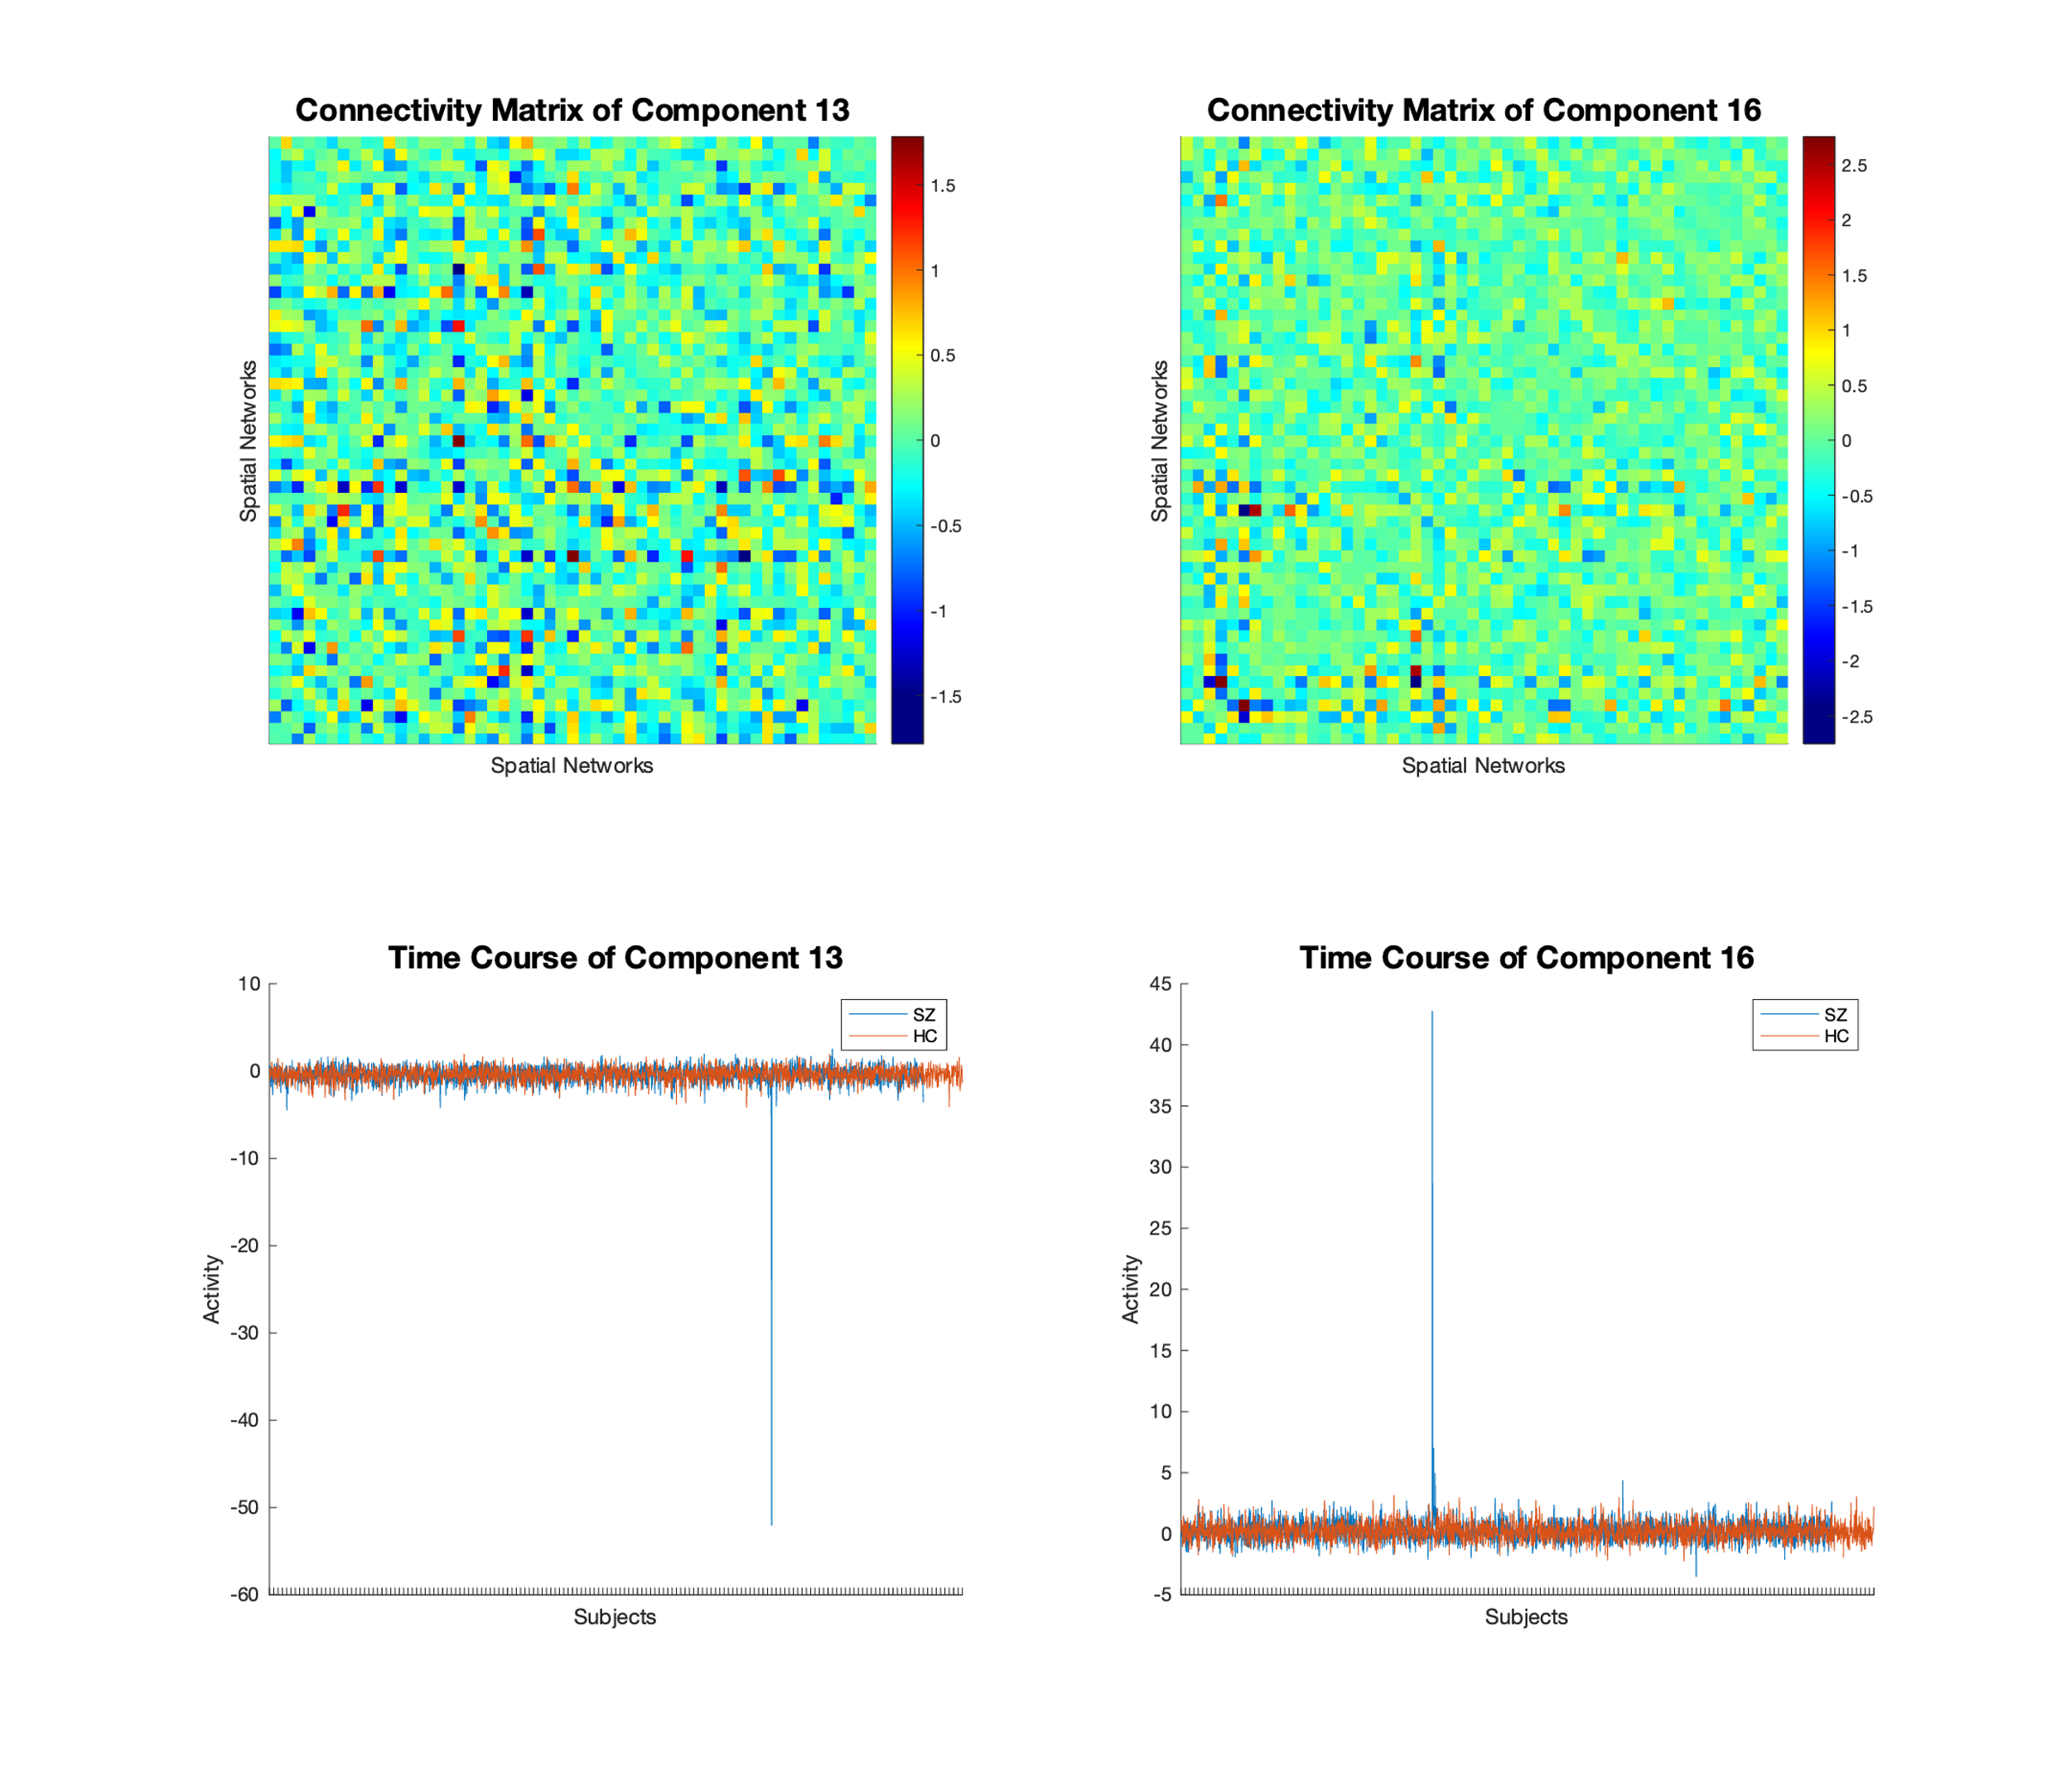 Connectivity Matrix of Component 13
Spatial Networks
Spatial Networks
1.5
1
0.5
0
-0.5
-1
-1.5
Connectivity Matrix of Component 16
Spatial Networks
Spatial Networks
2.5
2
1.5
1
0.5
0
-0.5
-1
-1.5
-2
-2.5
Time Course of Component 13
Activity
10
0
-10
-20
-30
-40
-50
-60
SZ
HC
Subjects
Time Course of Component 16
Activity
45
40
35
30
25
20
15
10
5
0
-5
SZ
HC
Subjects